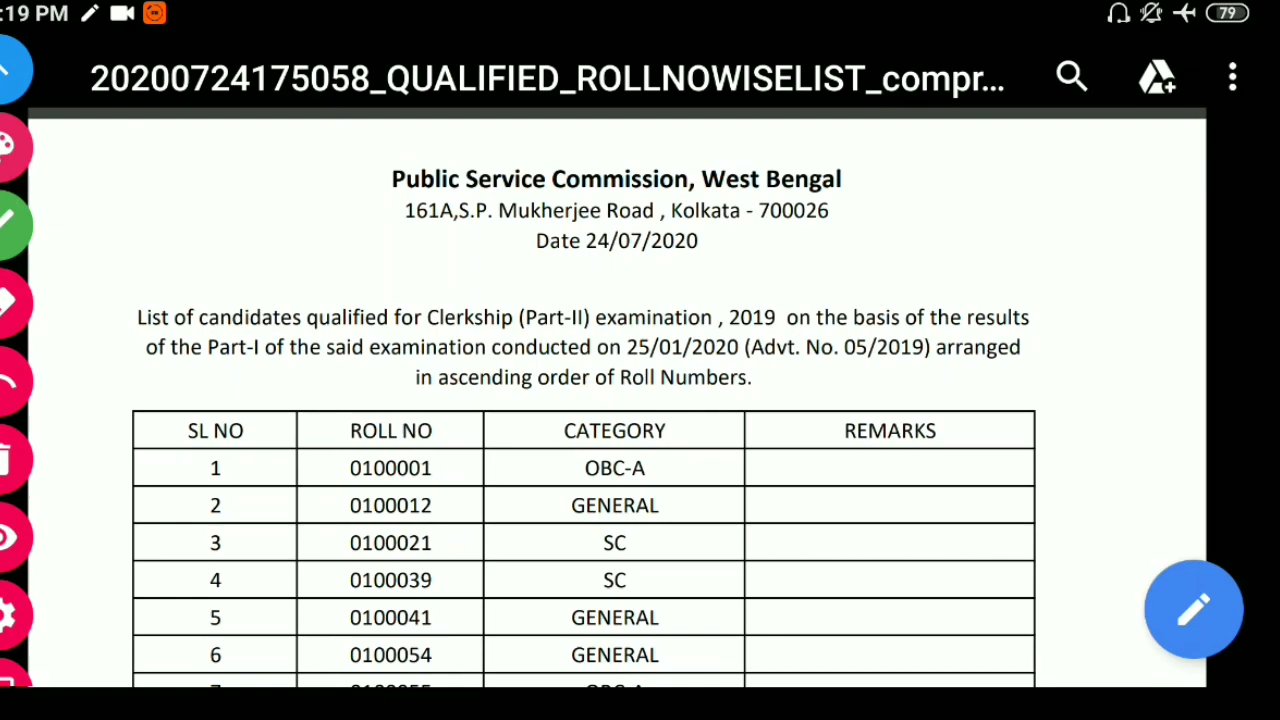 :19 PM 79
20200724175058_QUALIFIED_ROLLNOWISELIST_compr...
Public Service Commission, West Bengal
161A,S.P. Mukherjee Road , Kolkata - 700026
Date 24/07/2020
List of candidates qualified for Clerkship (Part-II) examination , 2019 on the basis of the results
of the Part-I of the said examination conducted on 25/01/2020 (Advt. No. 05/2019) arranged
in ascending order of Roll Numbers.
SL NO ROLL NO CATEGORY REMARKS
1 0100001 OBC-A
2 0100012 GENERAL
3 0100021 SC
4 0100039 SC
5 0100041 GENERAL
6 0100054 GENERAL